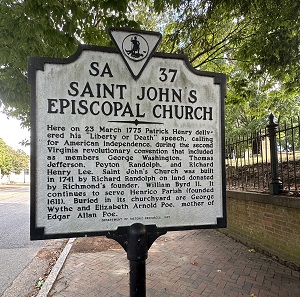 SA 37
SAINT JOHN'S
EPISCOPAL CHURCH
Here on 23 March 1775 Patrick Henry deliv-
ered his "Liberty or Death" speech, calling
for American independence, during the second
Virginia revolutionary convention that included
as members George Washington, Thomas
Jefferson, Peyton Randolph, and Richard
Henry Lee. Saint John's Church was built
in 1741 by Richard Randolph on land donated
by Richmond's founder, William Byrd II. It
continues to serve Henrico Parish (founded
1611). Buried in its churchyard are George
Wythe and Elizabeth Arnold Poe, mother of
Edgar Allan Poe.
DEPARTMENT OF HISTORIC RESOURCES,